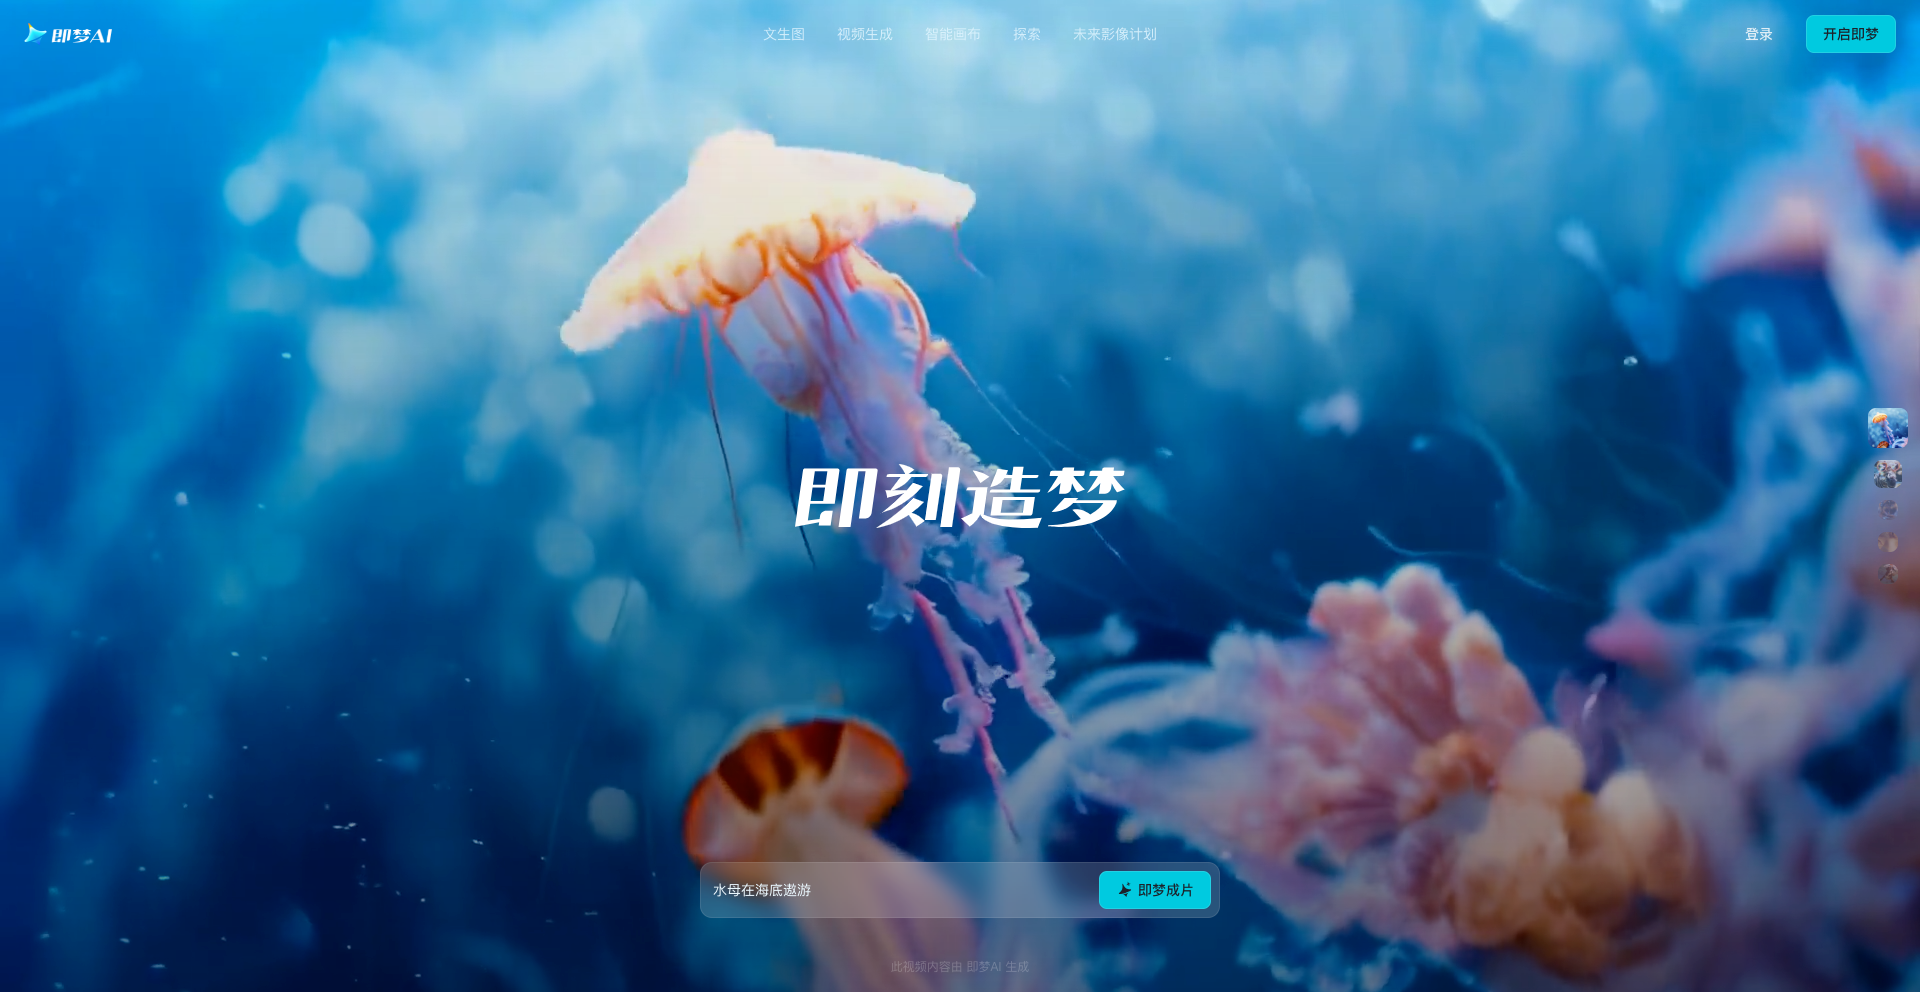 即梦AI
文生图 视频生成 智能画布 探索 未来影像计划
登录 开启即梦
即刻造梦
水母在海底遨游 即梦成片
此视频内容由 即梦AI 生成